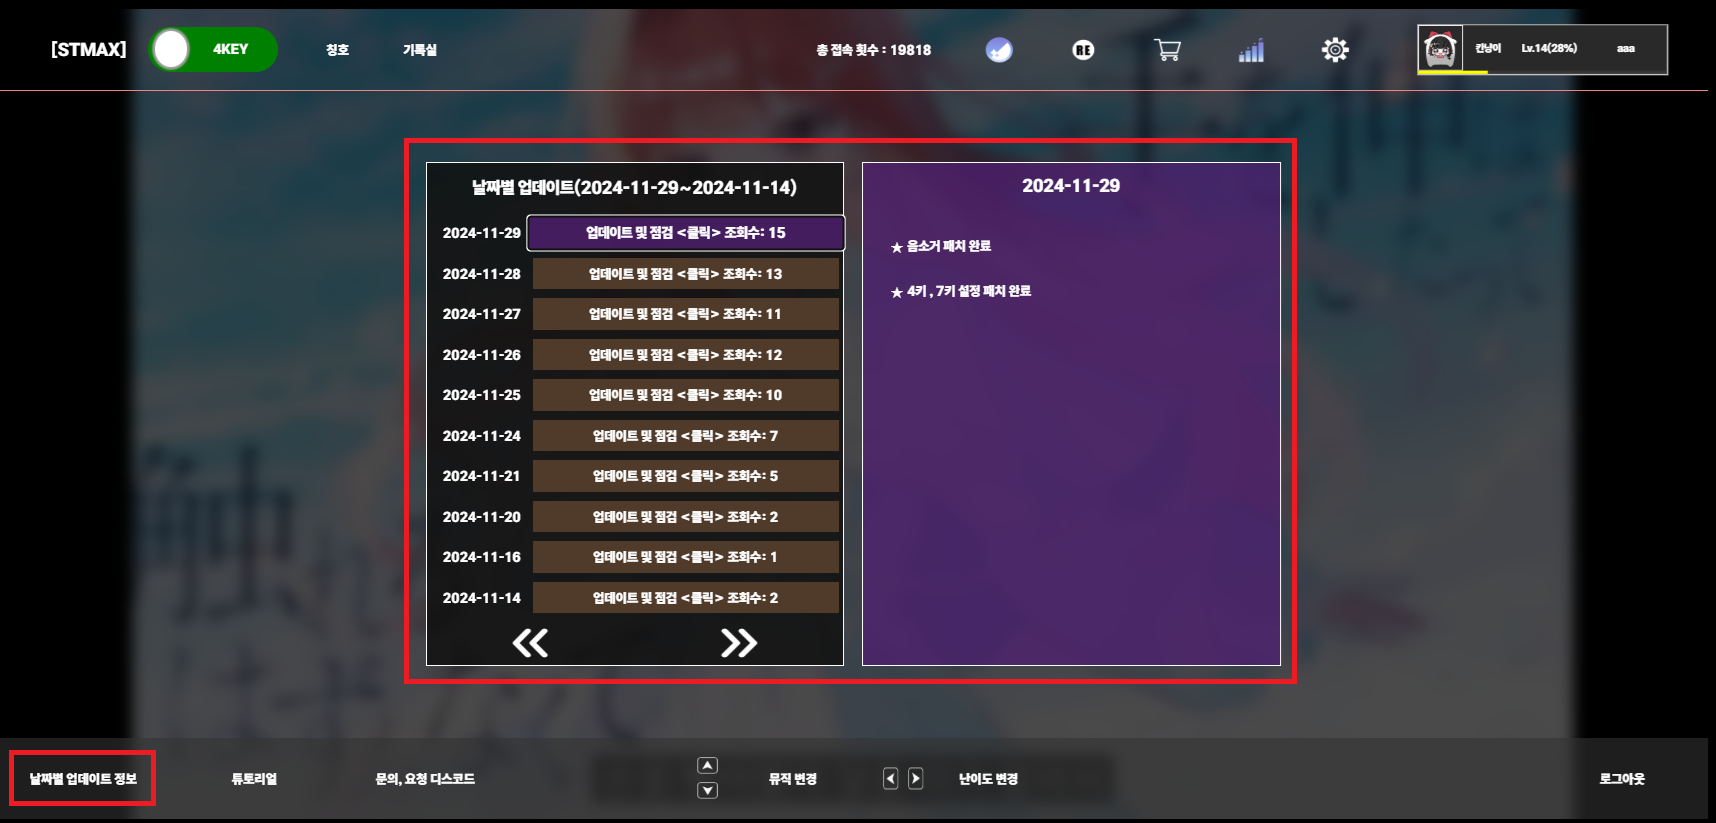 [STMAX]
4KEY
칭호
기록실
총 접속 횟수 : 19818
RE
칸낭이
Lv.14(28%)
aaa
날짜별 업데이트(2024-11-29~2024-11-14)
2024-11-29 업데이트 및 점검 <클릭> 조회수: 15
2024-11-28 업데이트 및 점검 <클릭> 조회수: 13
2024-11-27 업데이트 및 점검 <클릭> 조회수: 11
2024-11-26 업데이트 및 점검 <클릭> 조회수: 12
2024-11-25 업데이트 및 점검 <클릭> 조회수: 10
2024-11-24 업데이트 및 점검 <클릭> 조회수: 7
2024-11-21 업데이트 및 점검 <클릭> 조회수: 5
2024-11-20 업데이트 및 점검 <클릭> 조회수: 2
2024-11-16 업데이트 및 점검 <클릭> 조회수: 1
2024-11-14 업데이트 및 점검 <클릭> 조회수: 2
2024-11-29
★ 음소거 패치 완료
★ 4키 , 7키 설정 패치 완료
날짜별 업데이트 정보
튜토리얼
문의, 요청 디스코드
뮤직 변경
난이도 변경
로그아웃